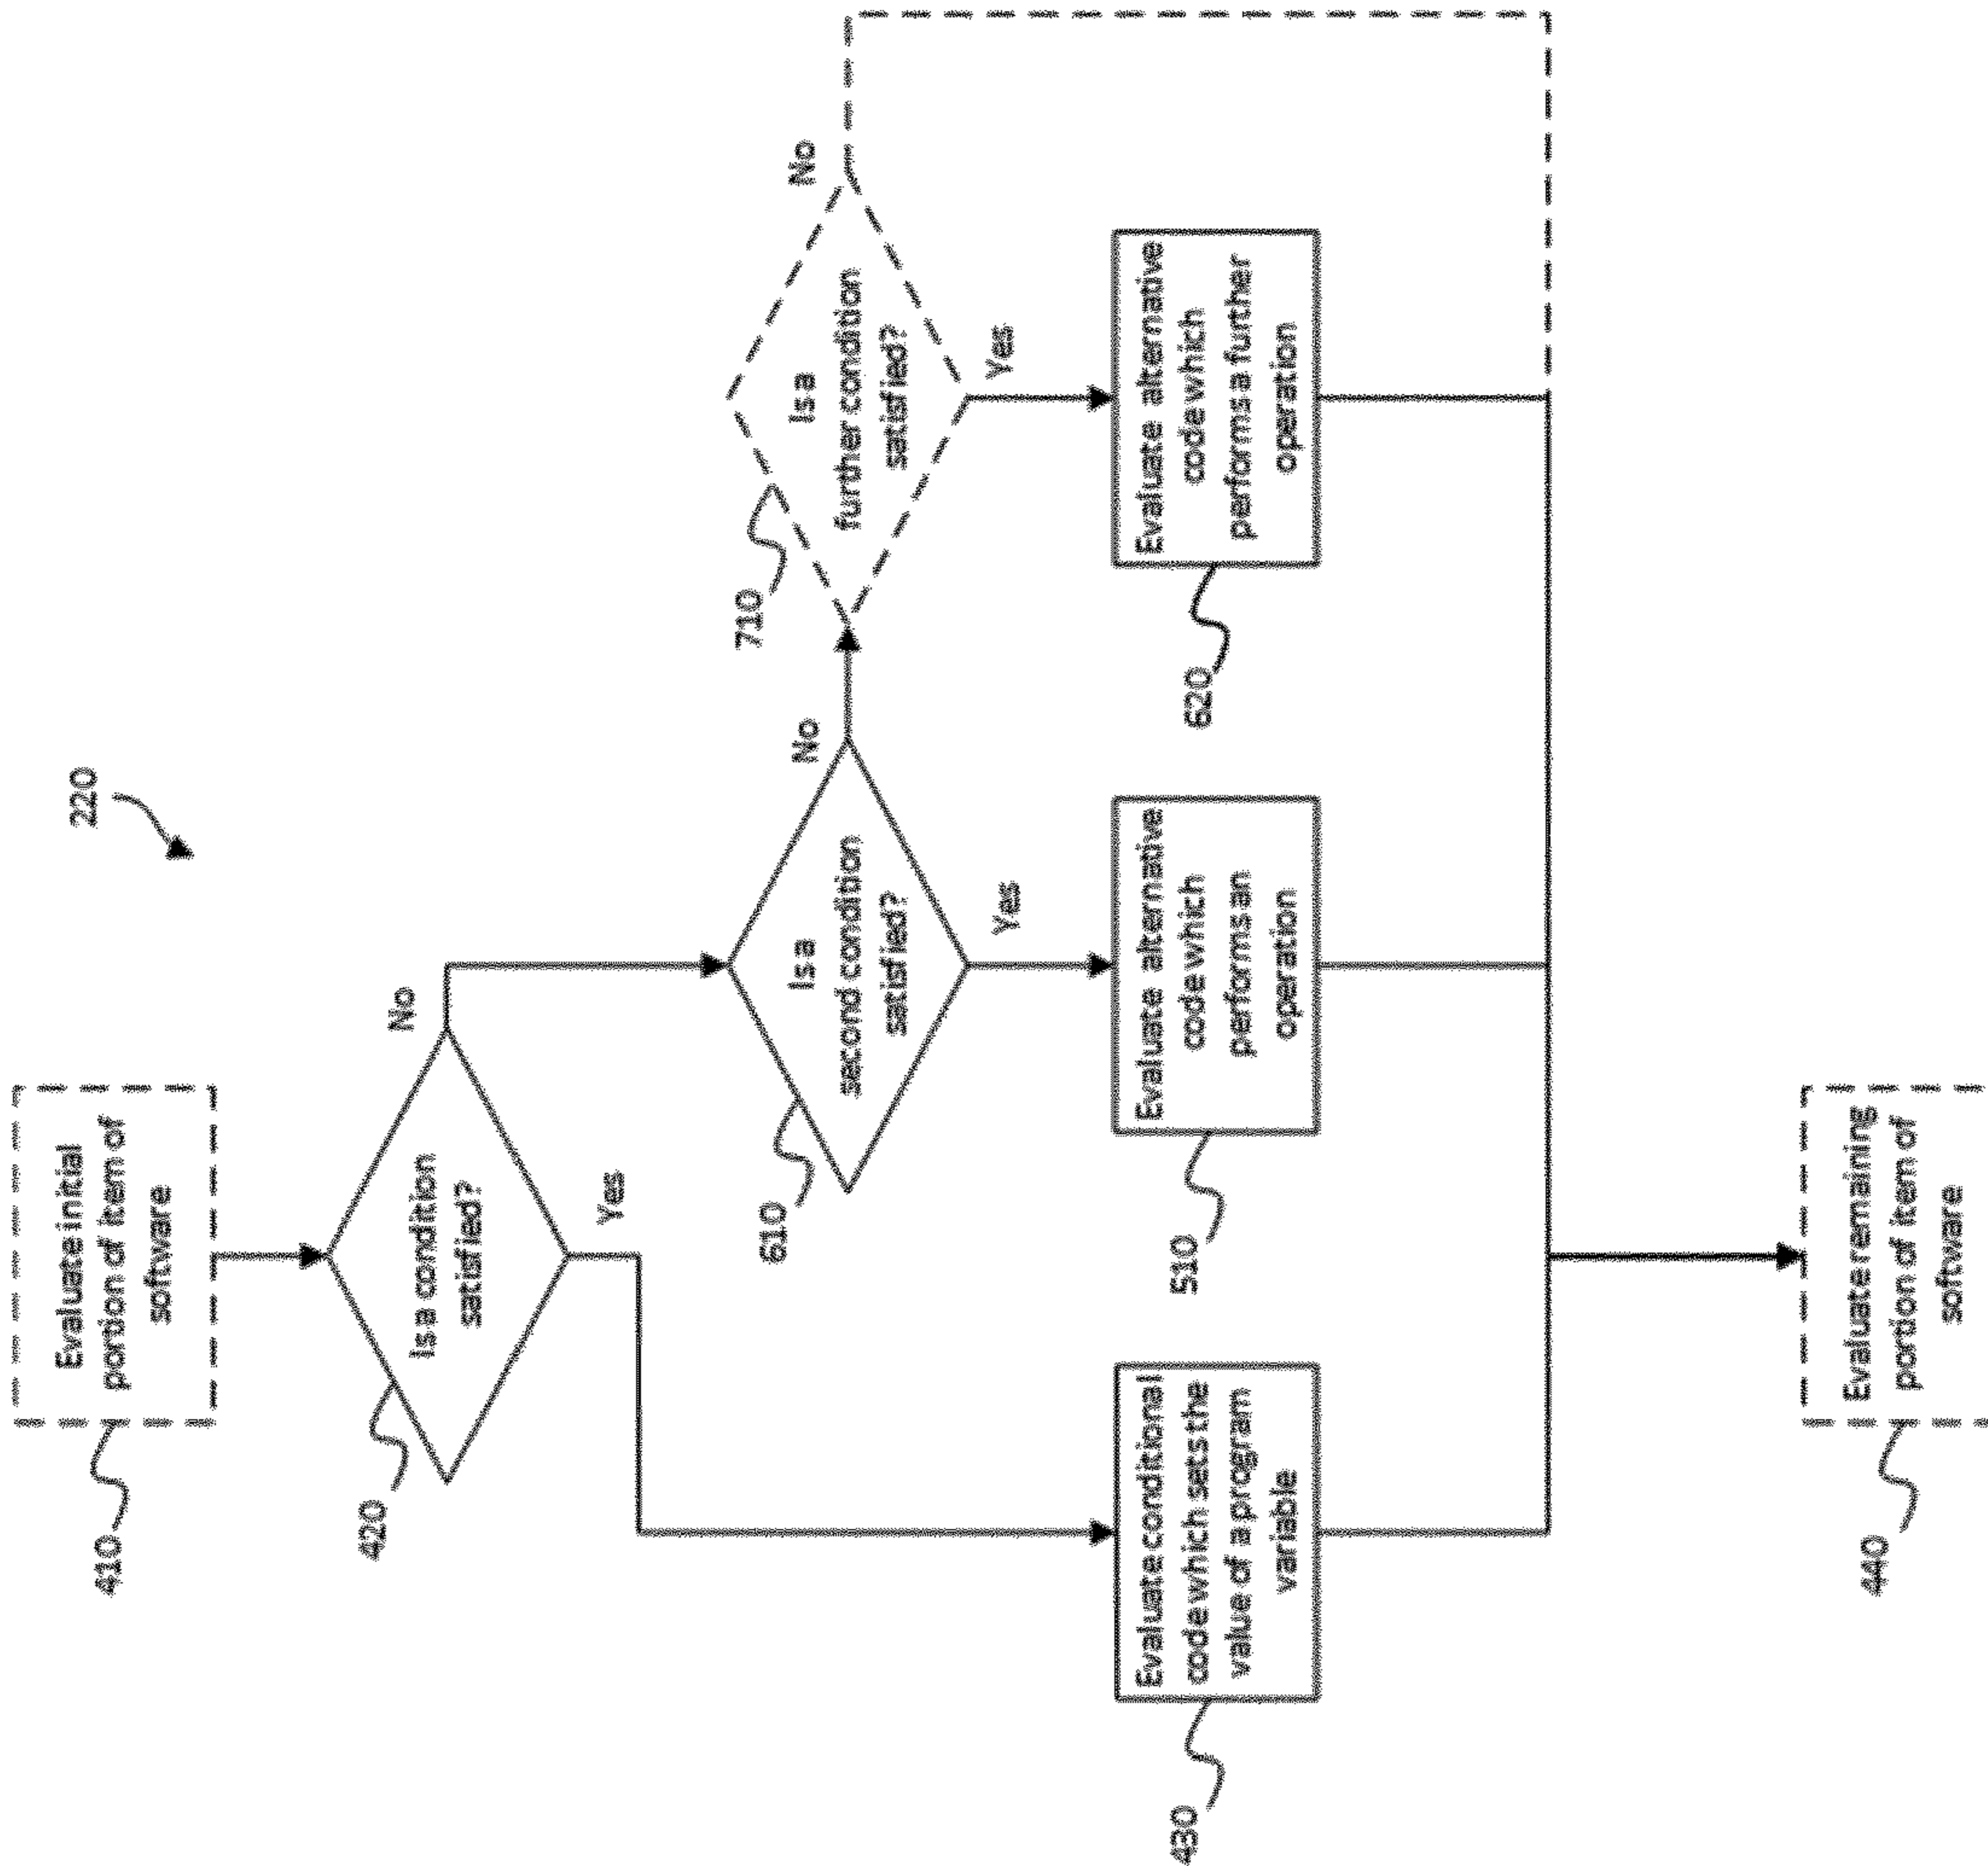 220
410
Evaluate initial
portion of item of
software
420
Is a condition
satisfied?
No
Yes
610
Is a
second condition
satisfied?
No
Yes
710
Is a
further condition
satisfied?
No
Yes
430
Evaluate conditional
code which sets the
value of a program
variable
510
Evaluate alternative
code which
performs an
operation
620
Evaluate alternative
code which
performs a further
operation
440
Evaluate remaining
portion of item of
software